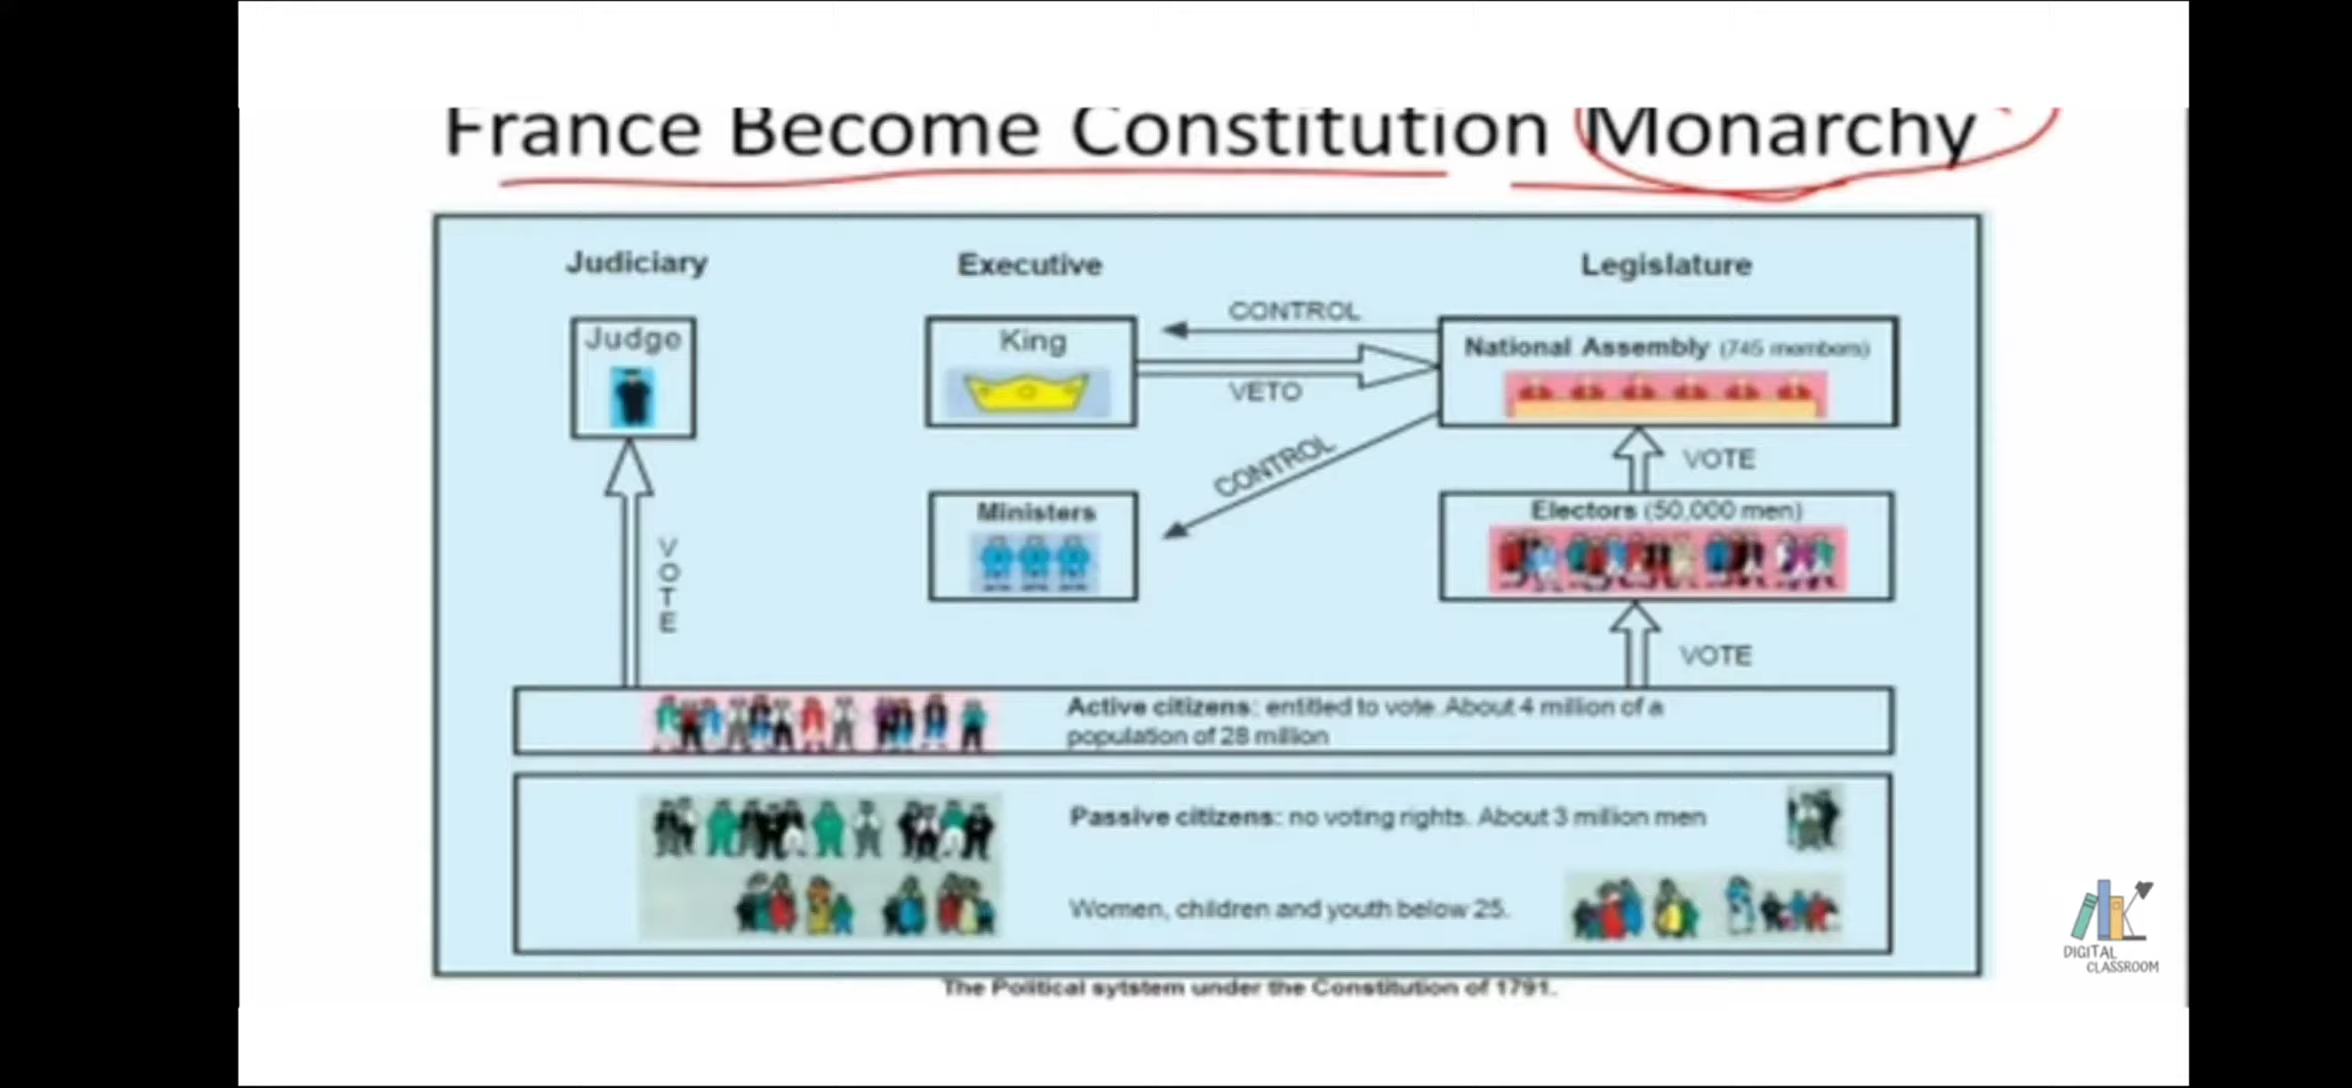 France Become Constitution Monarchy
Judiciary
Executive
Legislature
Judge
King
CONTROL
VETO
National Assembly (745 members)
VOTE
CONTROL
Ministers
Electors (50,000 men)
VOTE
VOTE
Active citizens: entitled to vote. About 4 million of a
population of 28 million
Passive citizens: no voting rights. About 3 million men
Women, children and youth below 25.
The Political sytstem under the Constitution of 1791.
DIGITAL
CLASSROOM